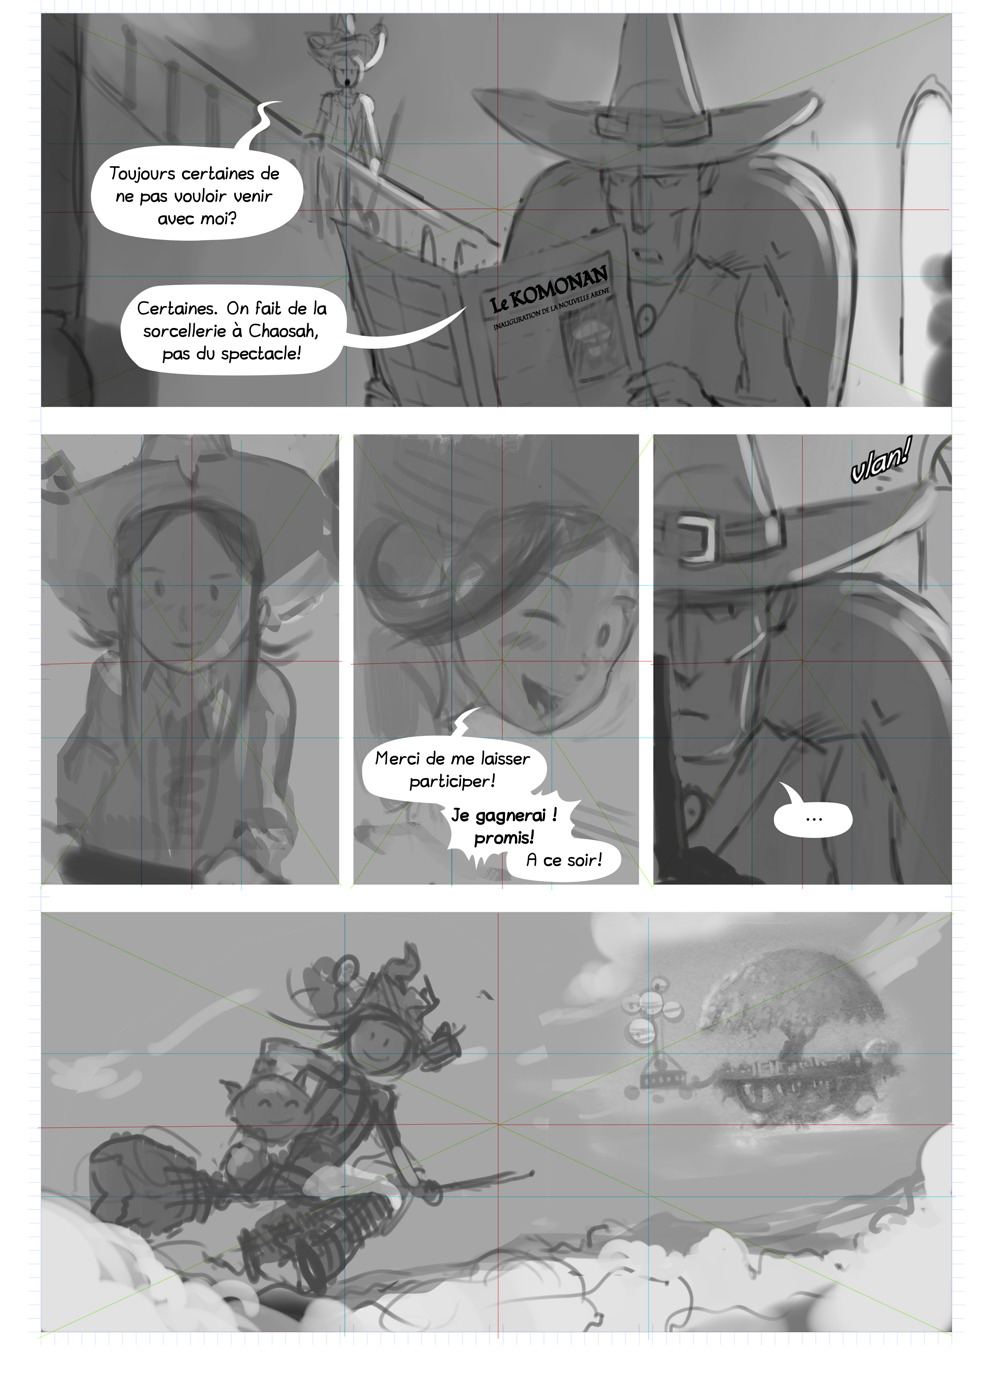 Toujours certaines de
ne pas vouloir venir
avec moi?
Certaines. On fait de la
sorcellerie à Chaosah,
pas du spectacle!
Le KOMONAN
INAUGURATION DE LA NOUVELLE ARENE
vlan!
Merci de me laisser
participer!
Je gagnerai !
promis!
A ce soir!
...